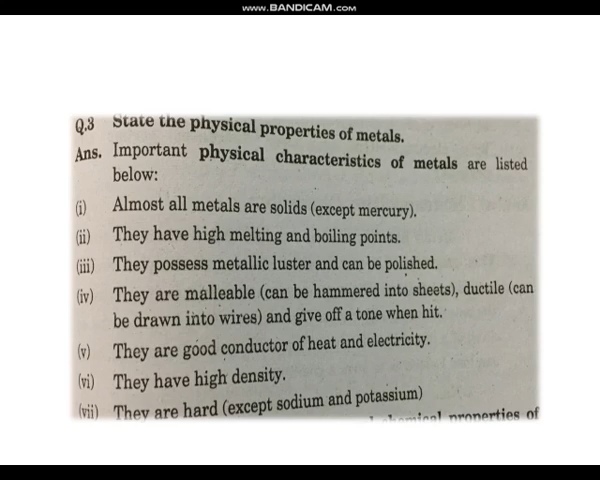 www.BANDICAM.com
Q.3 State the physical properties of metals.
Ans. Important physical characteristics of metals are listed
below:
(i) Almost all metals are solids (except mercury).
(ii) They have high melting and boiling points.
(iii) They possess metallic luster and can be polished.
(iv) They are malleable (can be hammered into sheets), ductile (can
be drawn into wires) and give off a tone when hit.
(v) They are good conductor of heat and electricity.
(vi) They have high density.
(vii) They are hard (except sodium and potassium)
chemical properties of